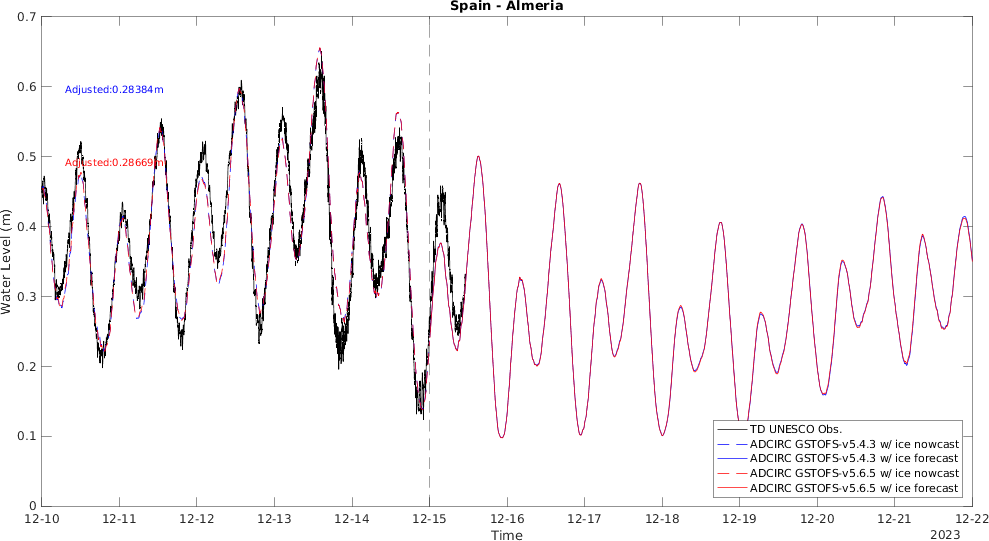 Spain - Almeria
0.7
0.6
0.5
0.4
0.3
0.2
0.1
0
Water Level (m)
Adjusted:0.28384m
Adjusted:0.28669m
TD UNESCO Obs.
ADCIRC GSTOFS-v5.4.3 w/ ice nowcast
ADCIRC GSTOFS-v5.4.3 w/ ice forecast
ADCIRC GSTOFS-v5.6.5 w/ ice nowcast
ADCIRC GSTOFS-v5.6.5 w/ ice forecast
12-10 12-11 12-12 12-13 12-14 12-15 12-16 12-17 12-18 12-19 12-20 12-21 12-22
Time
2023